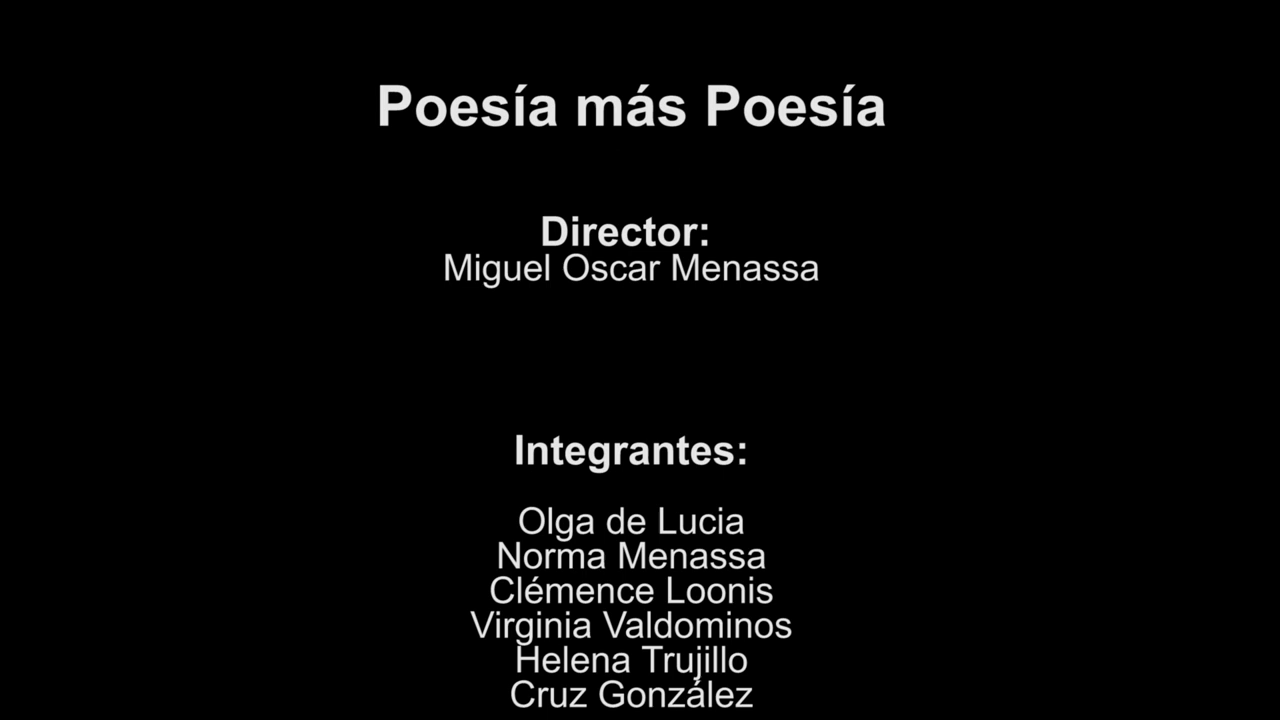 Poesía más Poesía
Director:
Miguel Oscar Menassa
Integrantes:
Olga de Lucia
Norma Menassa
Clémence Loonis
Virginia Valdominos
Helena Trujillo
Cruz González